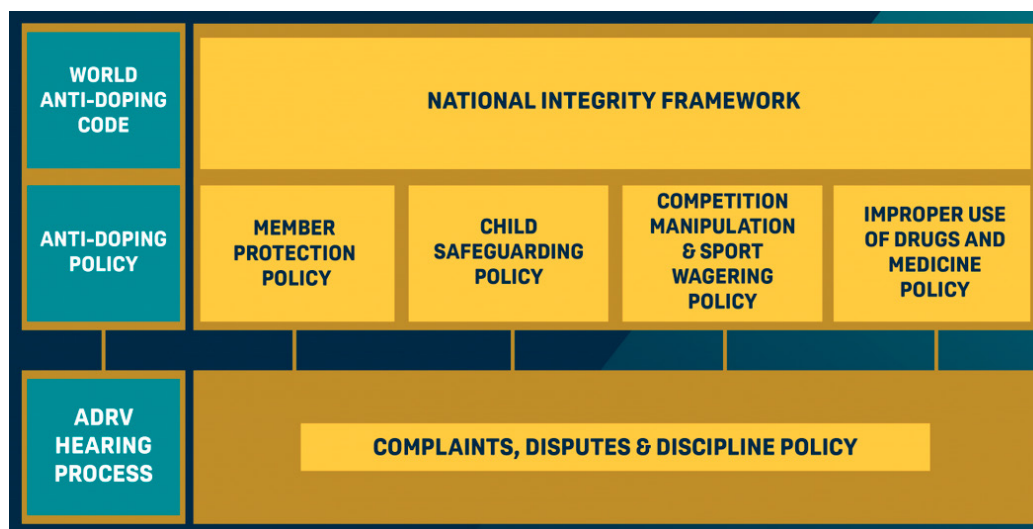 WORLD
ANTI-DOPING
CODE
NATIONAL INTEGRITY FRAMEWORK
ANTI-DOPING
POLICY
MEMBER
PROTECTION
POLICY
CHILD
SAFEGUARDING
POLICY
COMPETITION
MANIPULATION
& SPORT
WAGERING
POLICY
IMPROPER USE
OF DRUGS AND
MEDICINE
POLICY
ADRV
HEARING
PROCESS
COMPLAINTS, DISPUTES & DISCIPLINE POLICY